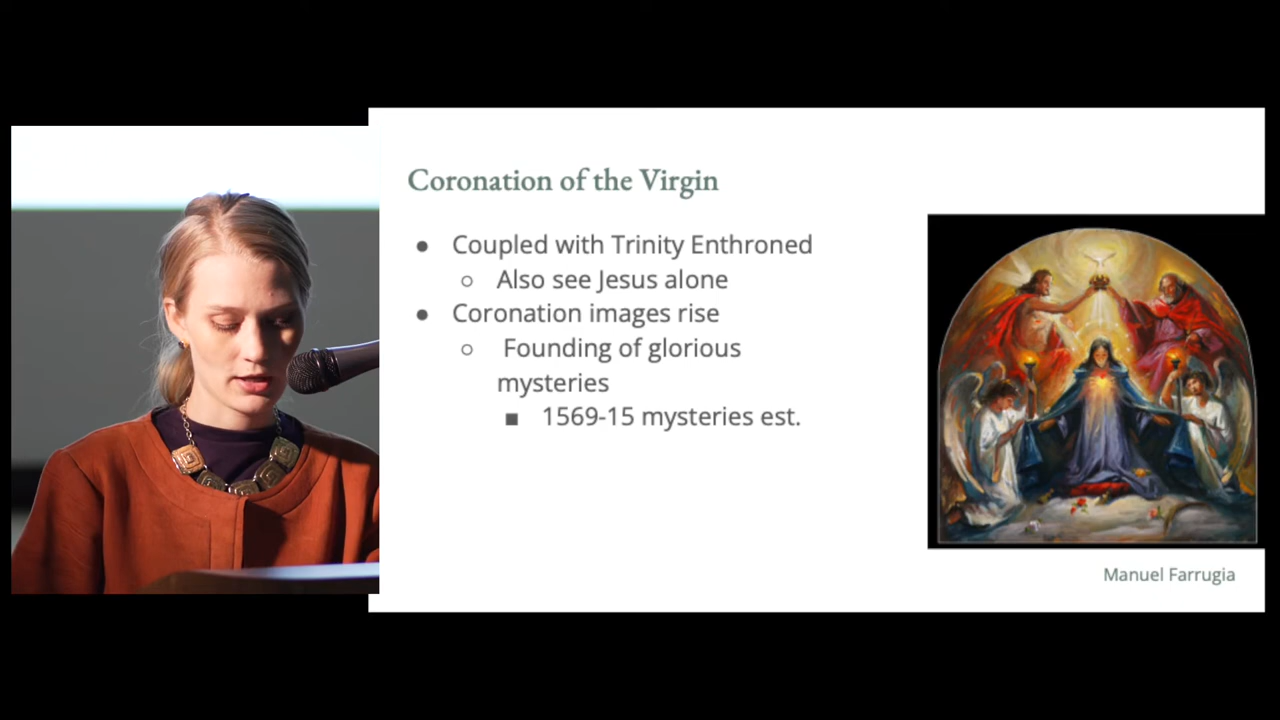 Coronation of the Virgin
● Coupled with Trinity Enthroned
○ Also see Jesus alone
● Coronation images rise
○ Founding of glorious
mysteries
■ 1569-15 mysteries est.
Manuel Farrugia